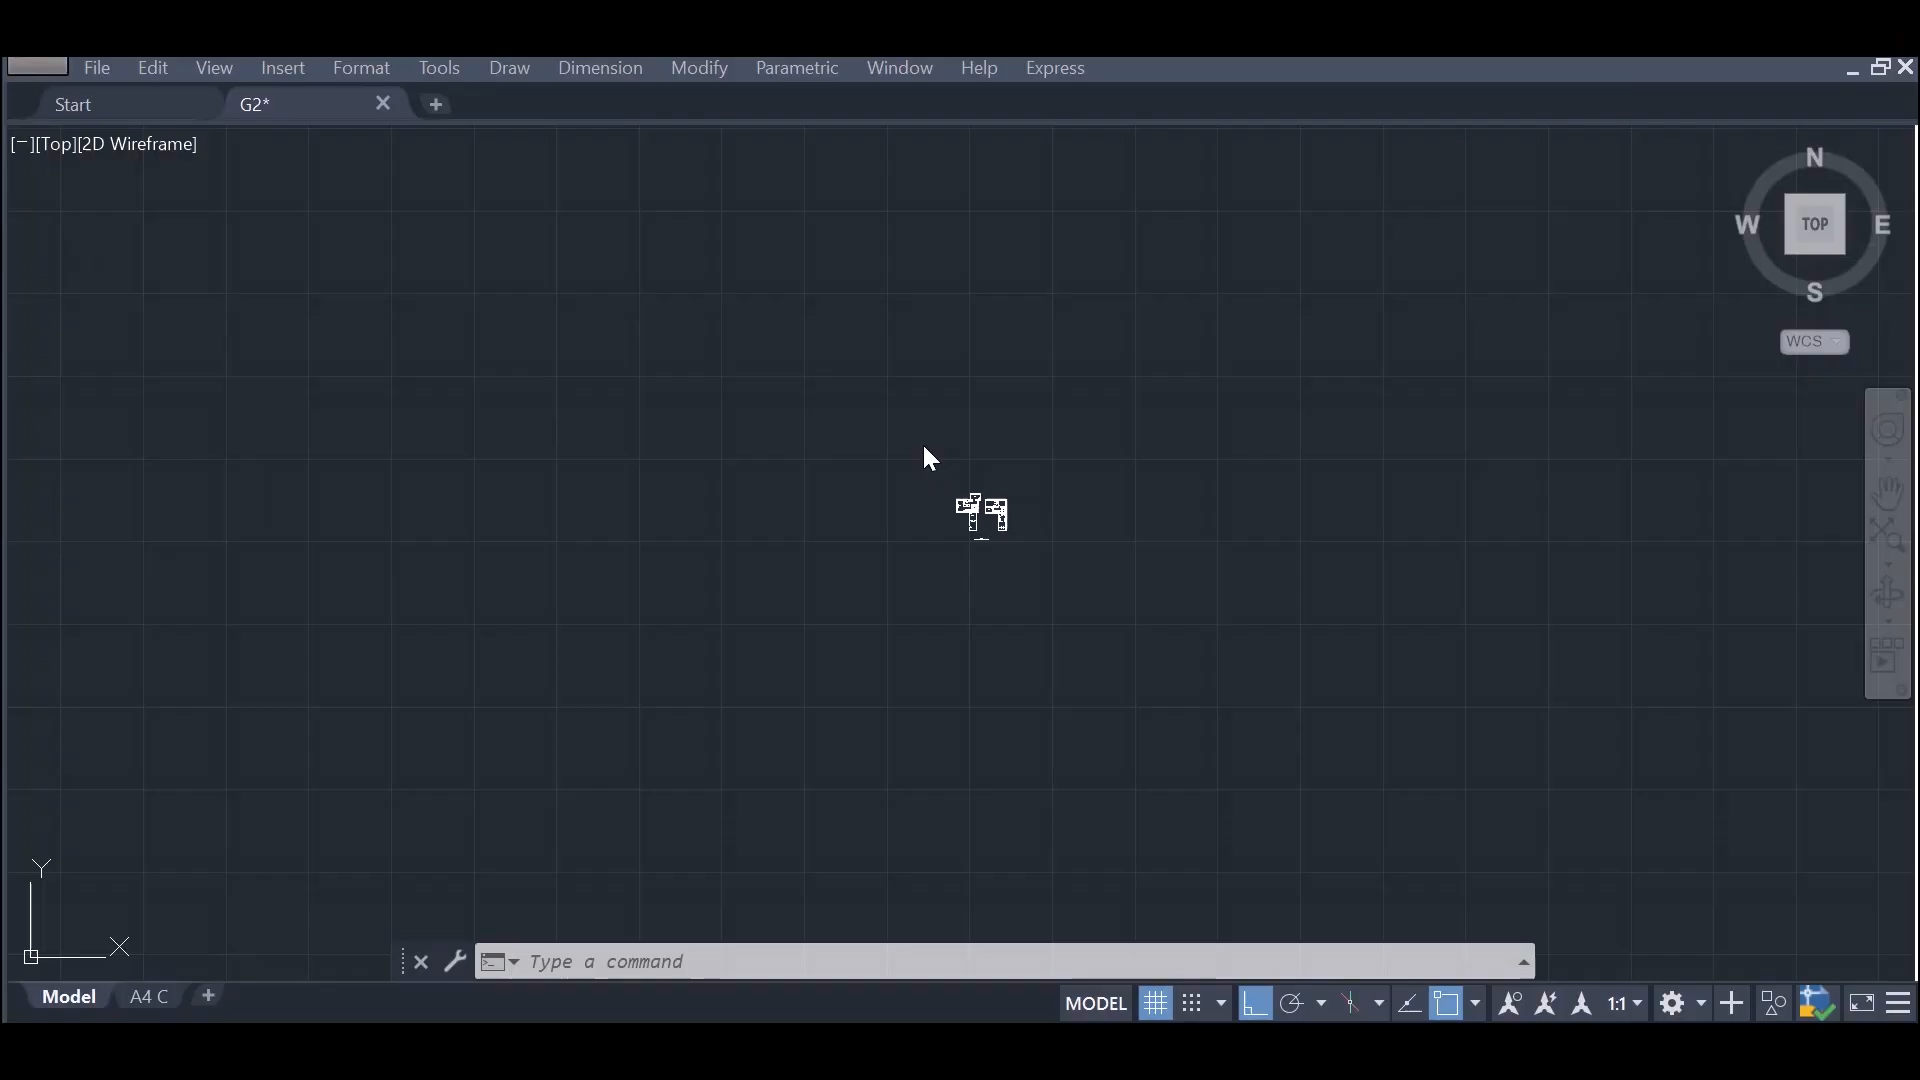 File Edit View Insert Format Tools Draw Dimension Modify Parametric Window Help Express
Start G2*
[−][Top][2D Wireframe]
N
W TOP E
S
WCS
Y
X
Type a command
Model A4 C
MODEL 1:1